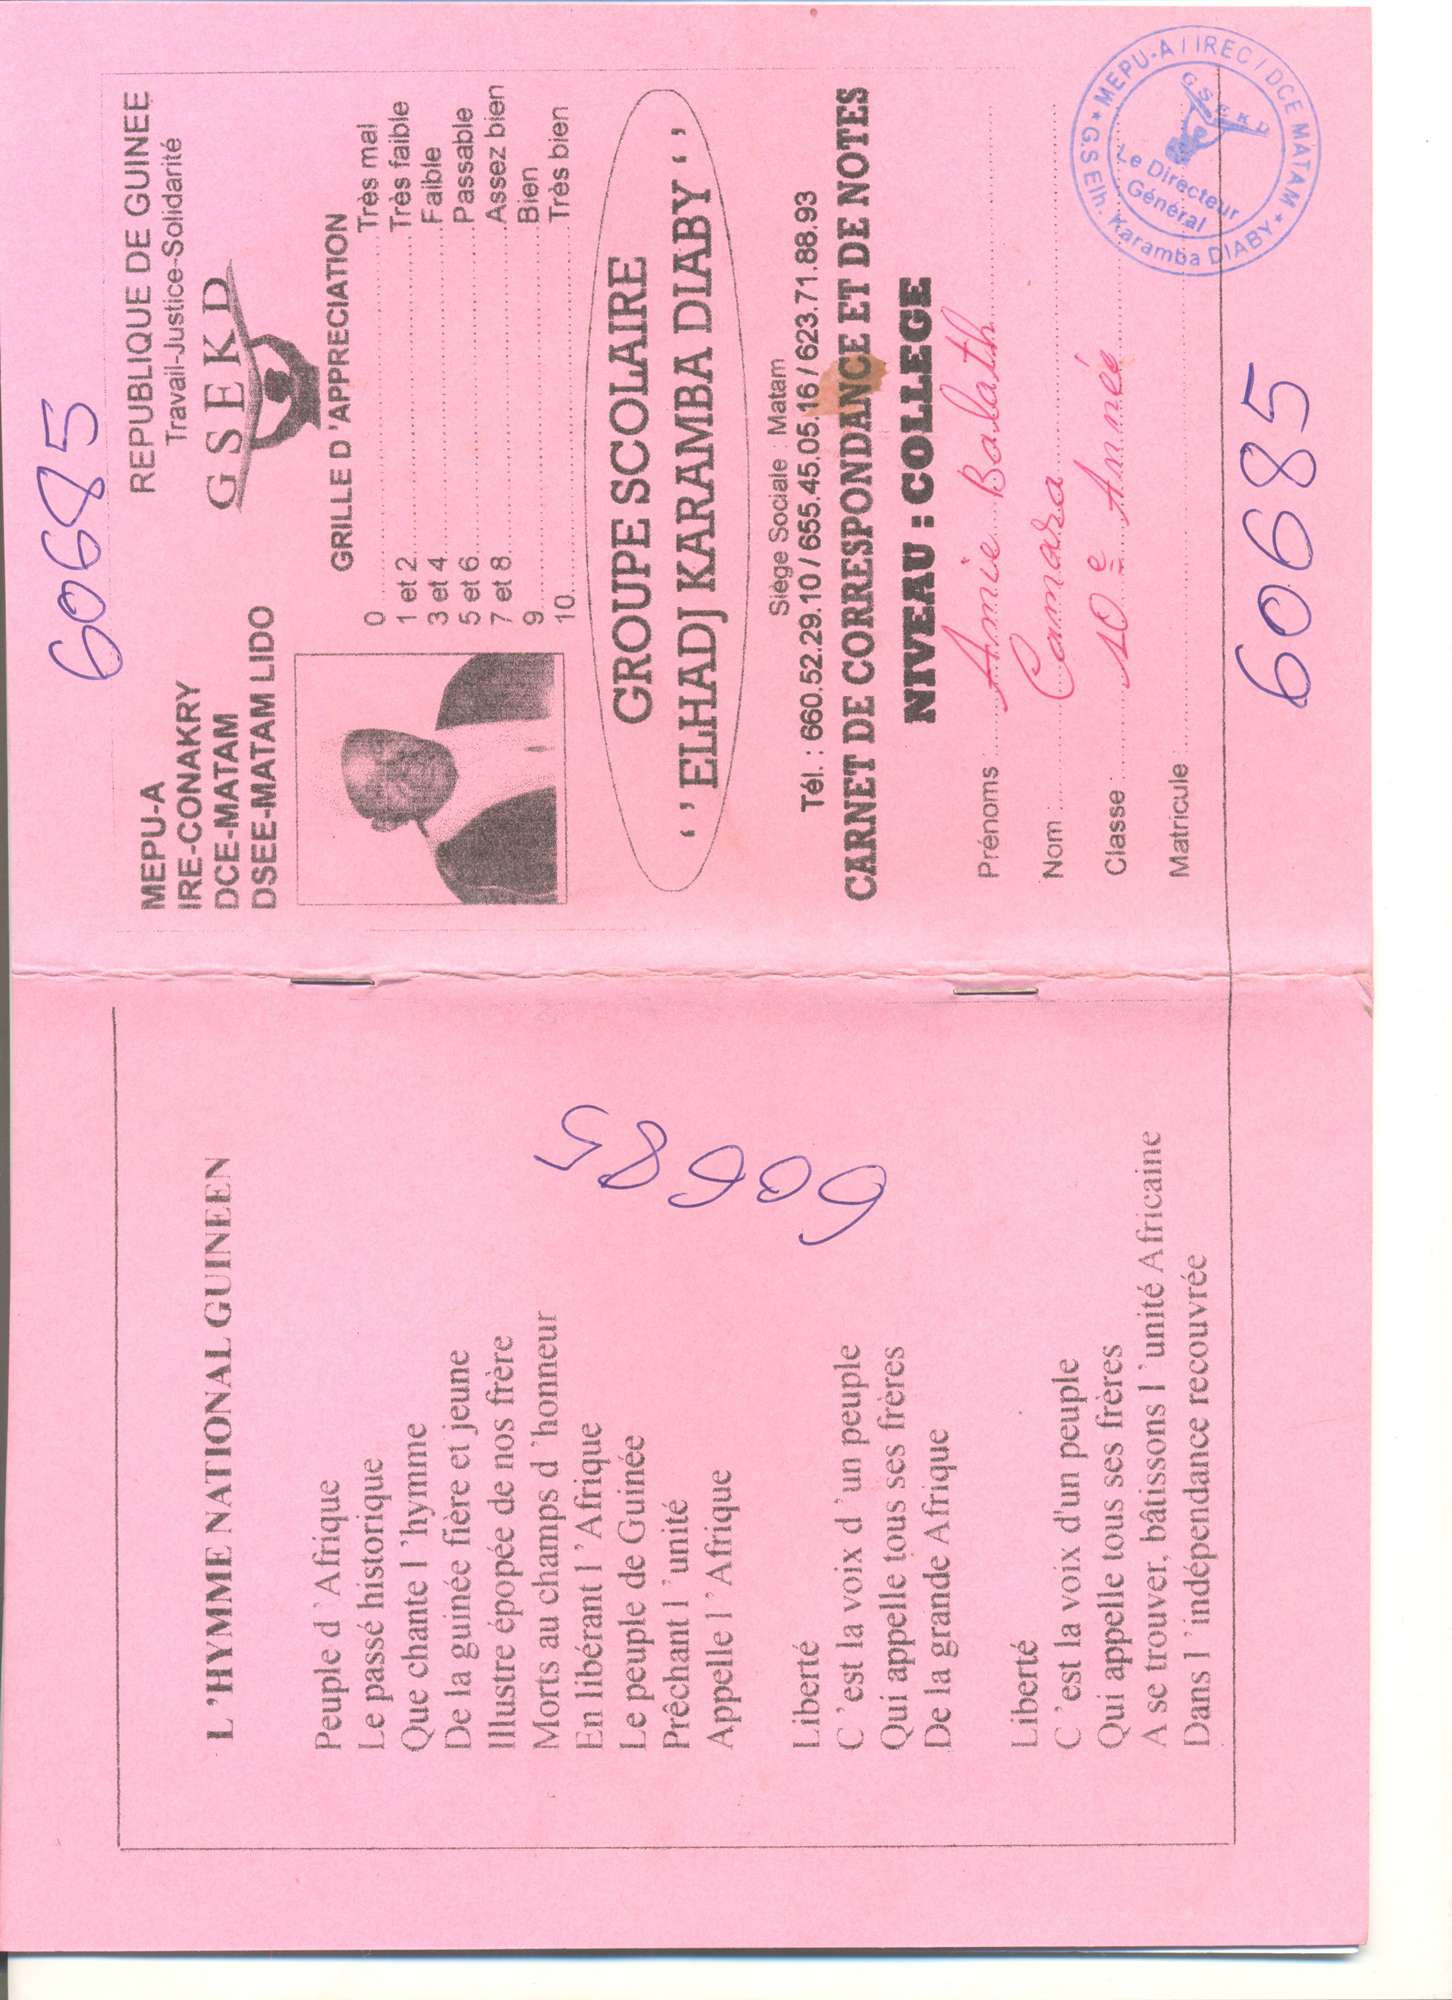 60685
MEPU-A
IRE-CONAKRY
DCE-MATAM
DSEE-MATAM LIDO
REPUBLIQUE DE GUINEE
Travail-Justice-Solidarité
G S E K D
GRILLE D 'APPRECIATION
0 Très mal
1 et 2 Très faible
3 et 4 Faible
5 et 6 Passable
7 et 8 Assez bien
9 Bien
10 Très bien
GROUPE SCOLAIRE
‘ ’ ELHADJ KARAMBA DIABY ‘ ’
Siège Sociale Matam
Tél. : 660.52.29.10 / 655.45.05.16 / 623.71.88.93
CARNET DE CORRESPONDANCE ET DE NOTES
NIVEAU : COLLEGE
Prénoms Amie Balath
Nom : Camara
Classe : 10e Année
Matricule :
MEPU-A / IREC / DCE MATAM
G.S Elh. Karamba DIABY
G S E K D
Le Directeur
Général
60685
L 'HYMNE NATIONAL GUINEEN
Peuple d 'Afrique
Le passé historique
Que chante l 'hymme
De la guinée fière et jeune
Illustre épopée de nos frère
Morts au champs d 'honneur
En libérant l 'Afrique
Le peuple de Guinée
Prêchant l 'unité
Appelle l 'Afrique
Liberté
C 'est la voix d 'un peuple
Qui appelle tous ses frères
De la grande Afrique
Liberté
C 'est la voix d'un peuple
Qui appelle tous ses frères
A se trouver, bâtissons l 'unité Africaine
Dans l 'indépendance recouvrée
60685